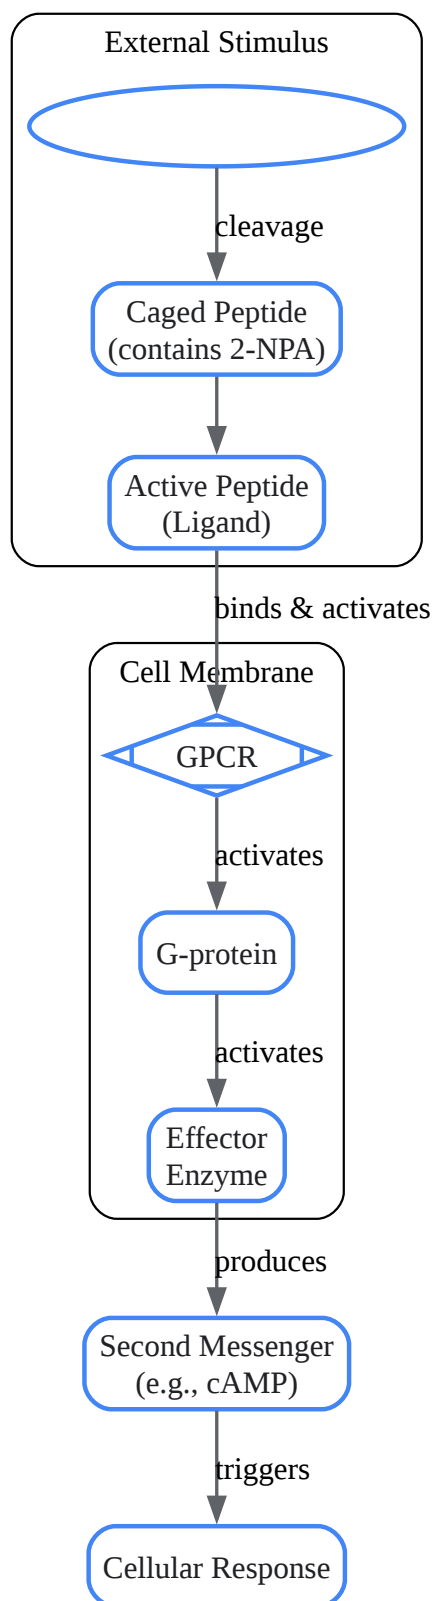 External Stimulus
cleavage
Caged Peptide
(contains 2-NPA)
Active Peptide
(Ligand)
binds & activates
Cell Membrane
GPCR
activates
G-protein
activates
Effector
Enzyme
produces
Second Messenger
(e.g., cAMP)
triggers
Cellular Response